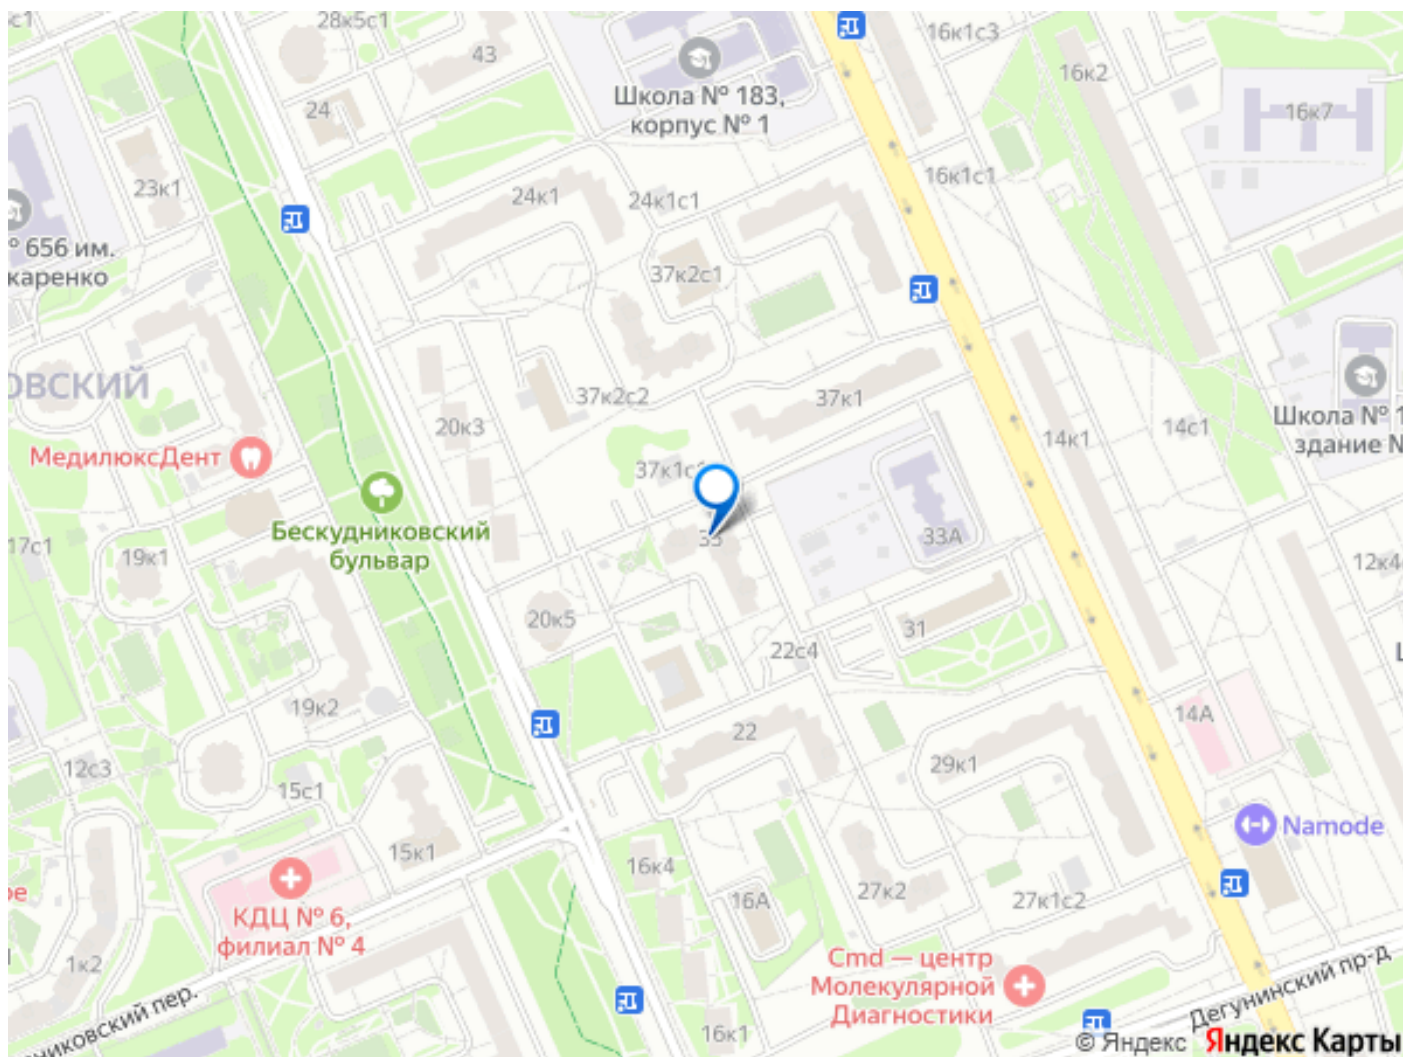 28к5с1
16к1с3
43
16к2
Школа № 183,
корпус № 1
24
16к7
23к1
24к1
24к1с1
16к1с1
№ 656 им.
каренко
37к2с1
ОВСКИЙ
37к2с2
37к1
20к3
14к1
14с1
Школа № 1
здание №
МедилюксДент
37к1с
Бескудниковский
бульвар
17с1
19к1
33
33А
12к4
20к5
31
22с4
19к2
22
14А
12с3
29к1
15с1
Namode
15к1
16к4
16А
27к2
27к1с2
КДЦ № 6,
филиал № 4
1к2
Cmd — центр
Молекулярной
Диагностики
Дегунинский пр-д
никовский пер.
16к1
© Яндекс Яндекс Карты